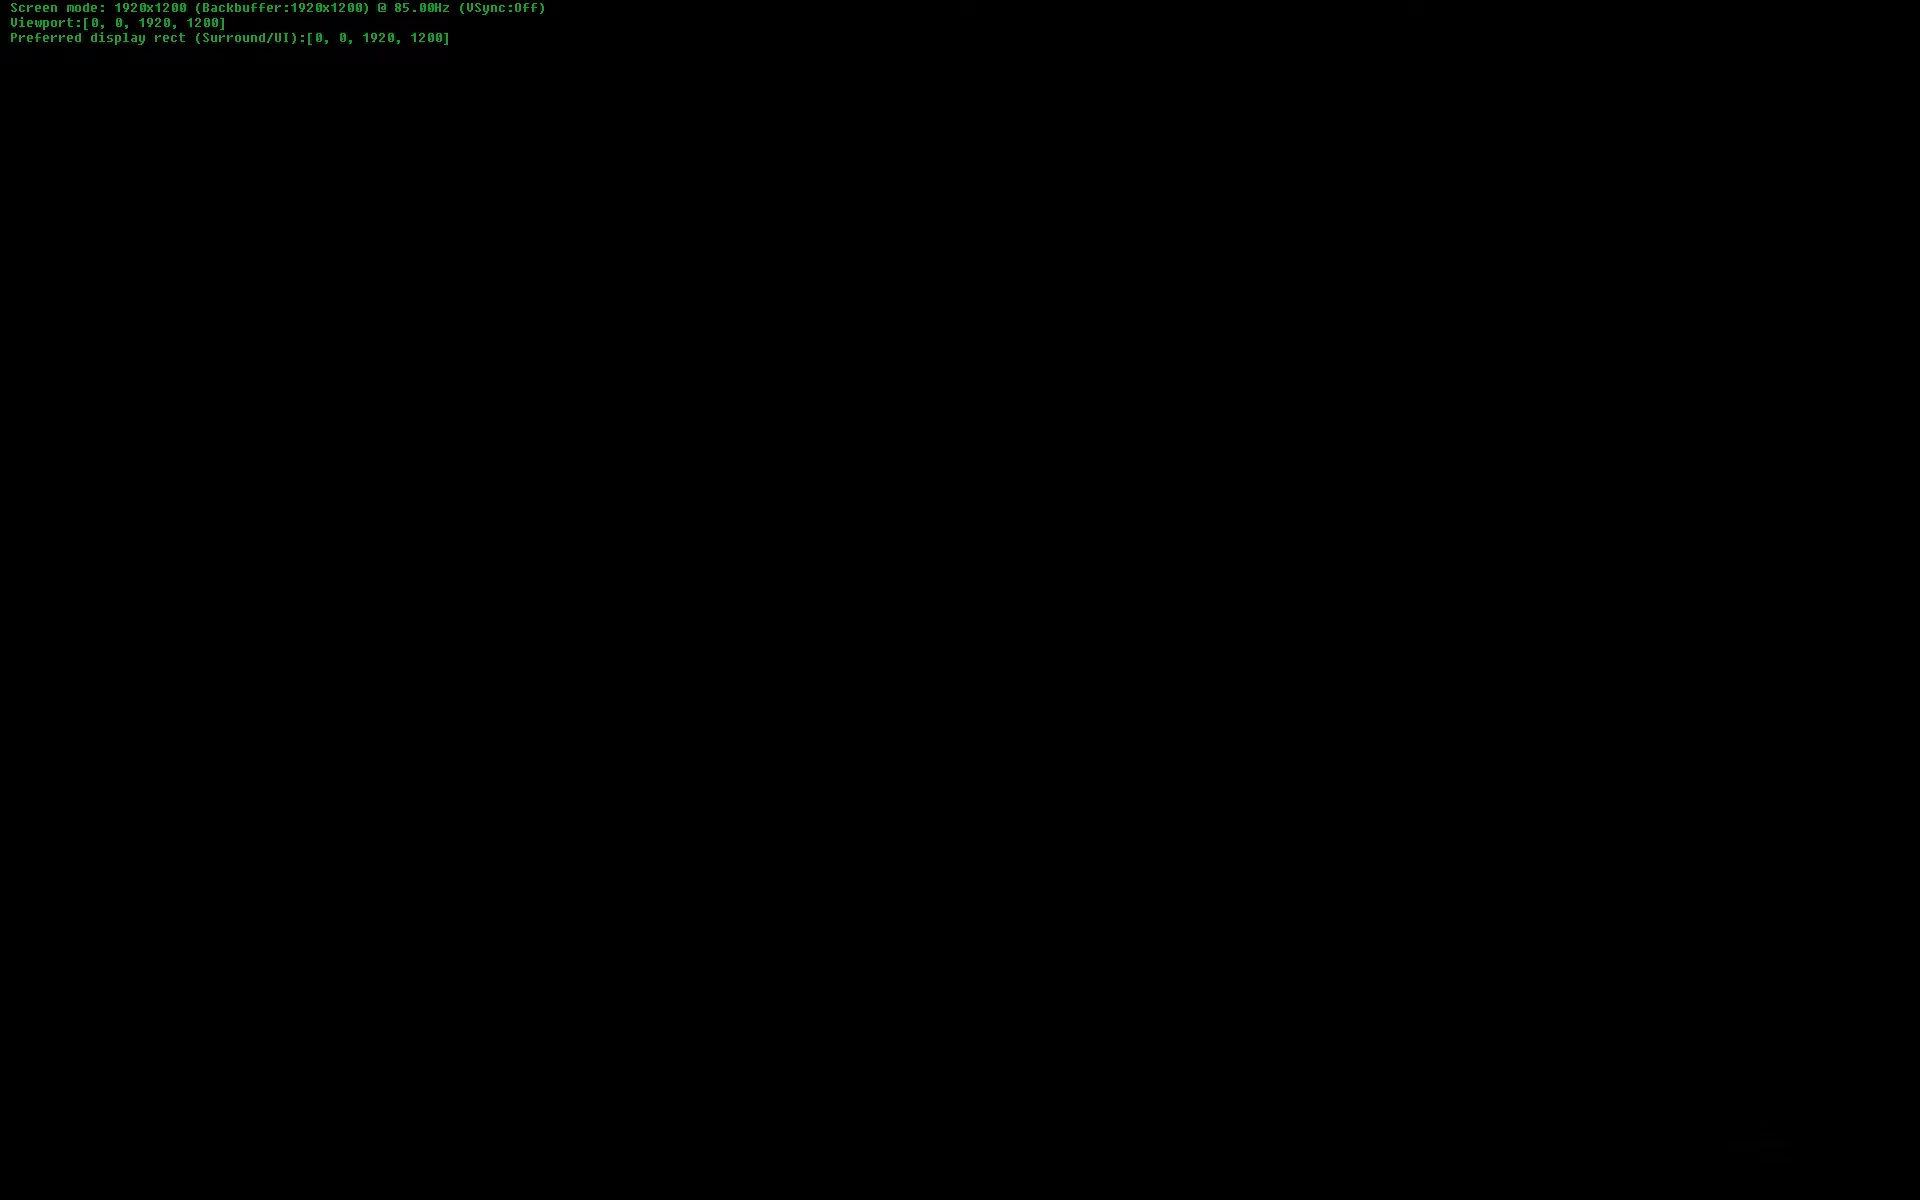 Screen mode: 1920x1200 (Backbuffer:1920x1200) @ 85.00Hz (VSync:Off)
Viewport:[0, 0, 1920, 1200]
Preferred display rect (Surround/UI):[0, 0, 1920, 1200]